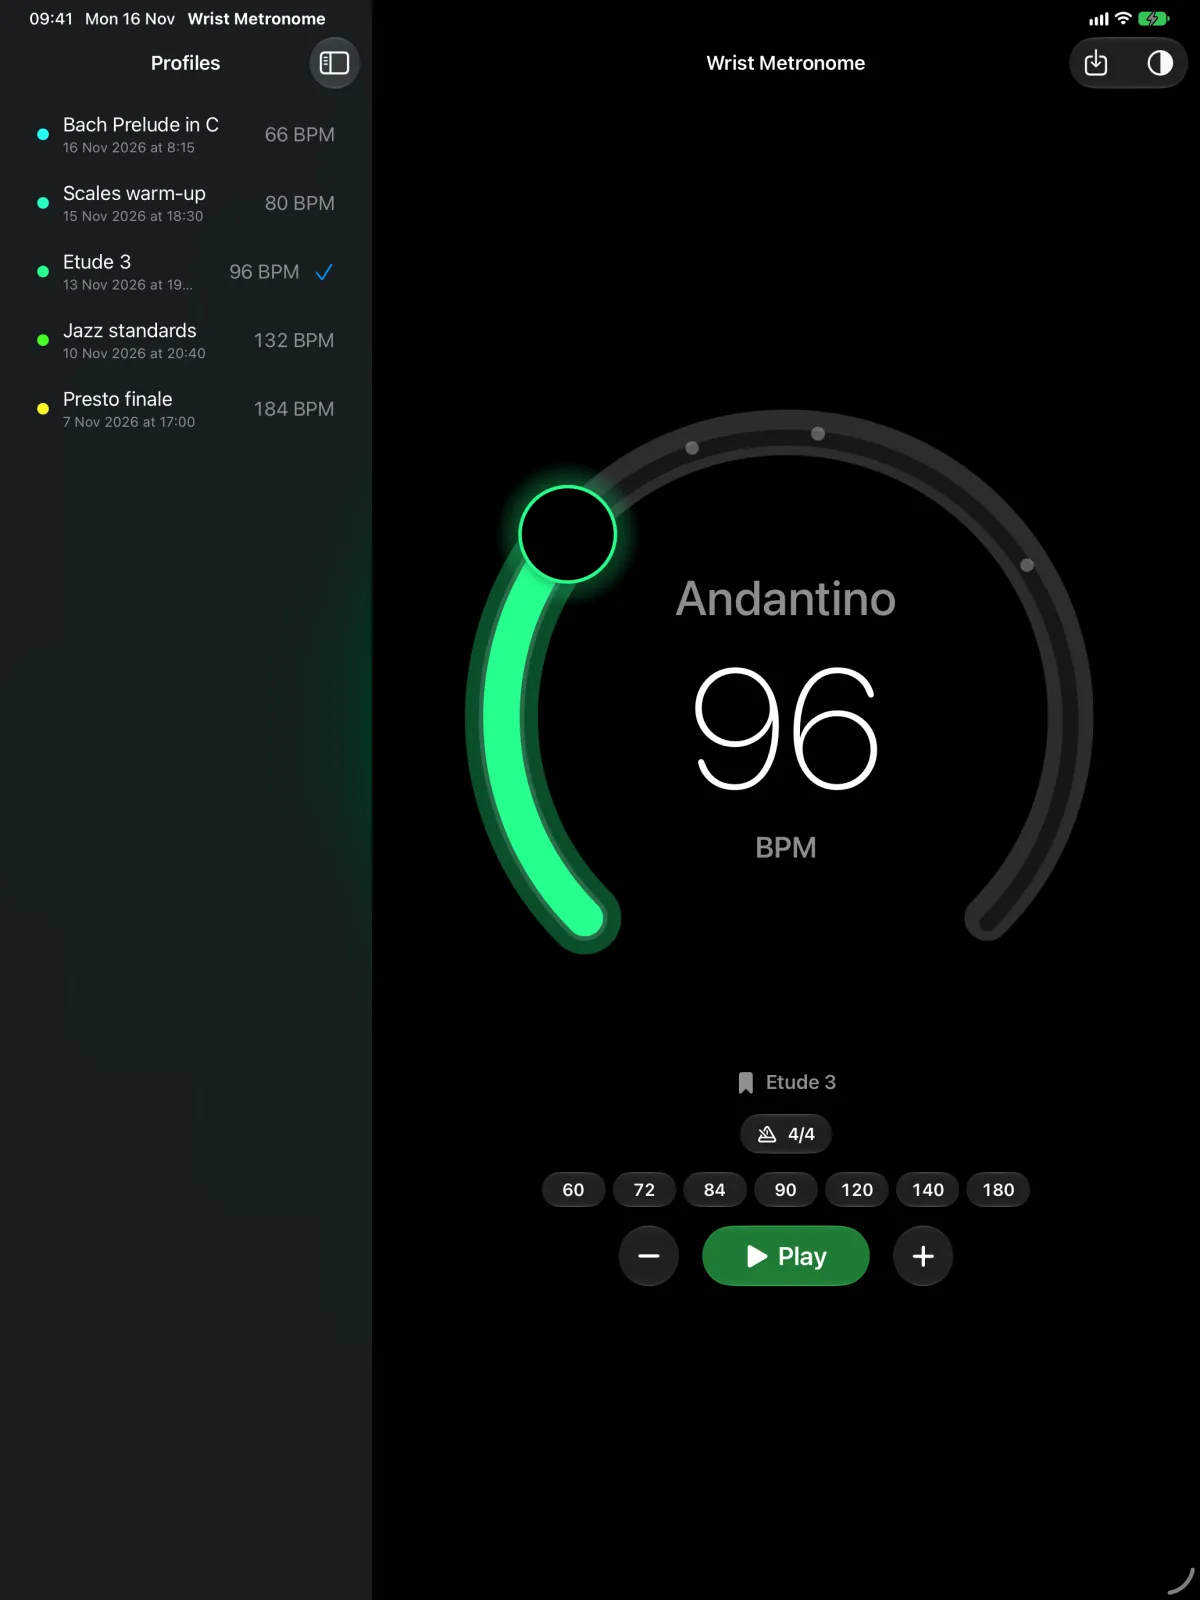 09:41 Mon 16 Nov Wrist Metronome
Profiles
Bach Prelude in C
16 Nov 2026 at 8:15
66 BPM
Scales warm-up
15 Nov 2026 at 18:30
80 BPM
Etude 3
13 Nov 2026 at 19...
96 BPM
Jazz standards
10 Nov 2026 at 20:40
132 BPM
Presto finale
7 Nov 2026 at 17:00
184 BPM
Wrist Metronome
Andantino
96
BPM
Etude 3
4/4
60 72 84 90 120 140 180
Play